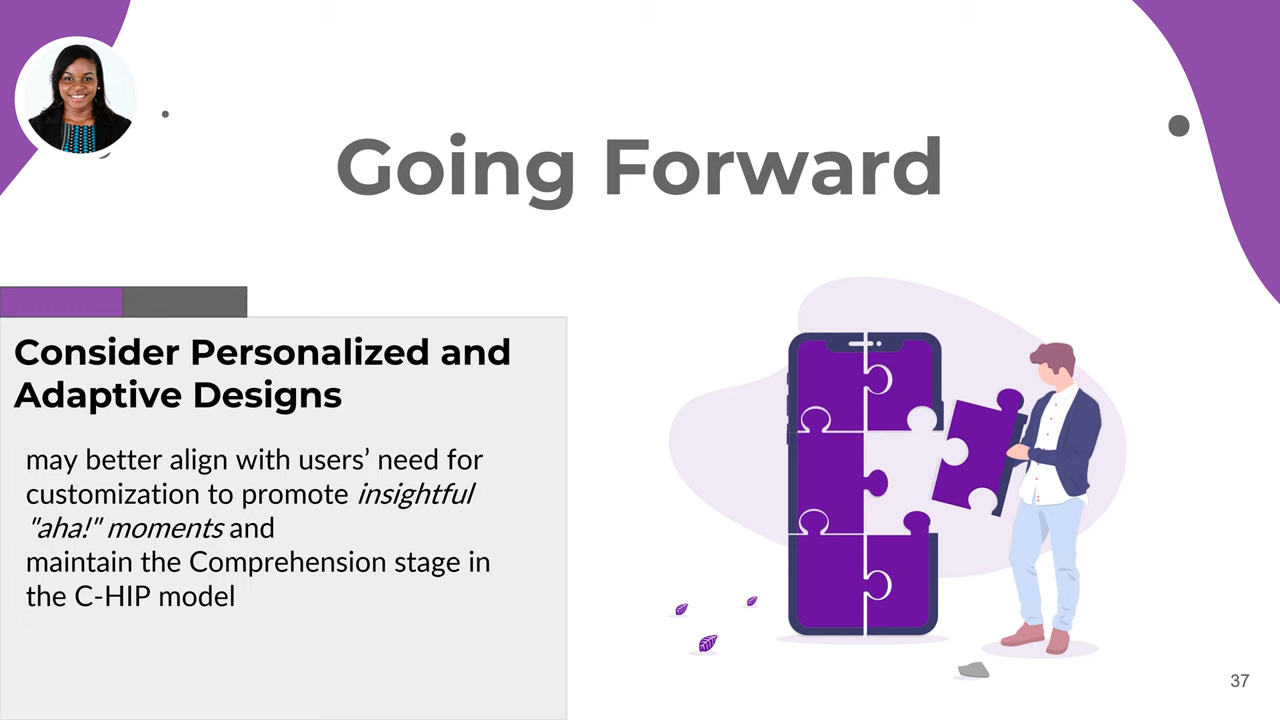 Going Forward
Consider Personalized and
Adaptive Designs
may better align with users’ need for
customization to promote insightful
"aha!" moments and
maintain the Comprehension stage in
the C-HIP model
37